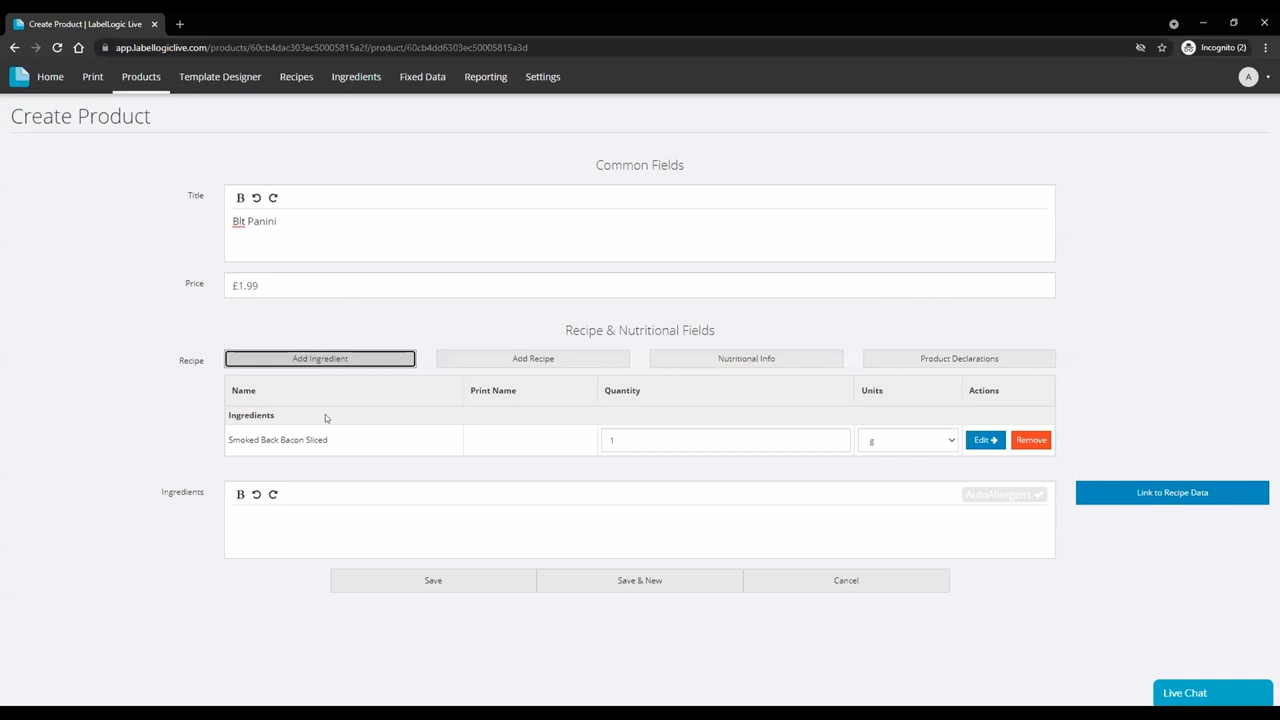 Create Product | LabelLogic Live
app.labellogiclive.com/products/60cb4dac303ec50005815a2f/product/60cb4dd6303ec50005815a3d
Incognito (2)
Home Print Products Template Designer Recipes Ingredients Fixed Data Reporting Settings A
Create Product
Common Fields
Title
B
Blt Panini
Price
£1.99
Recipe & Nutritional Fields
Recipe
Add Ingredient Add Recipe Nutritional Info Product Declarations
Name Print Name Quantity Units Actions
Ingredients
Smoked Back Bacon Sliced 1 g Edit Remove
Ingredients
B AutoAllergens
Link to Recipe Data
Save Save & New Cancel
Live Chat